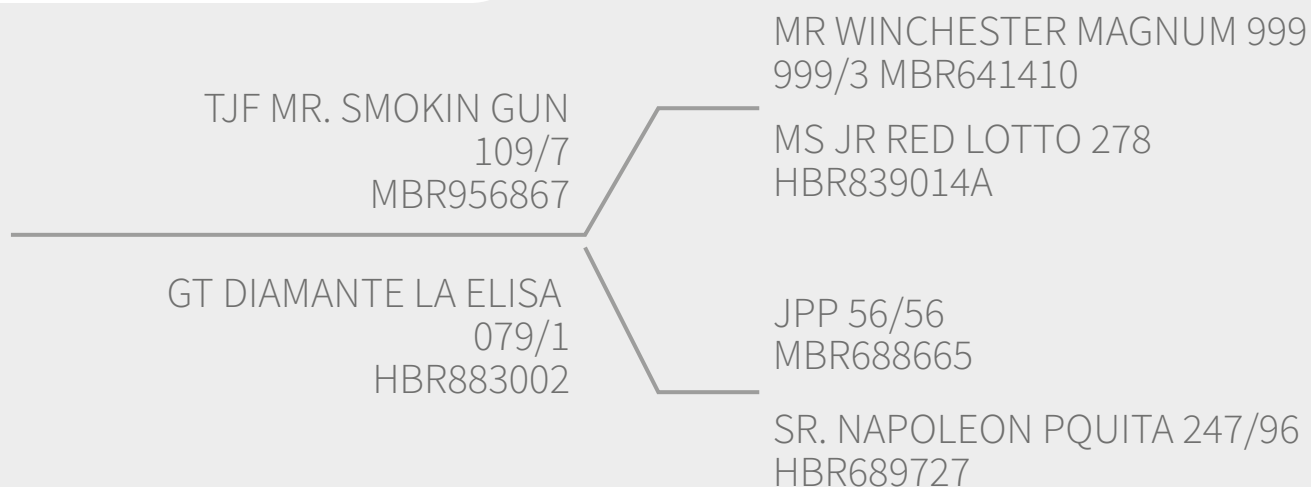 TJF MR. SMOKIN GUN
109/7
MBR956867
GT DIAMANTE LA ELISA
079/1
HBR883002
MR WINCHESTER MAGNUM 999
999/3 MBR641410
MS JR RED LOTTO 278
HBR839014A
JPP 56/56
MBR688665
SR. NAPOLEON PQUITA 247/96
HBR689727